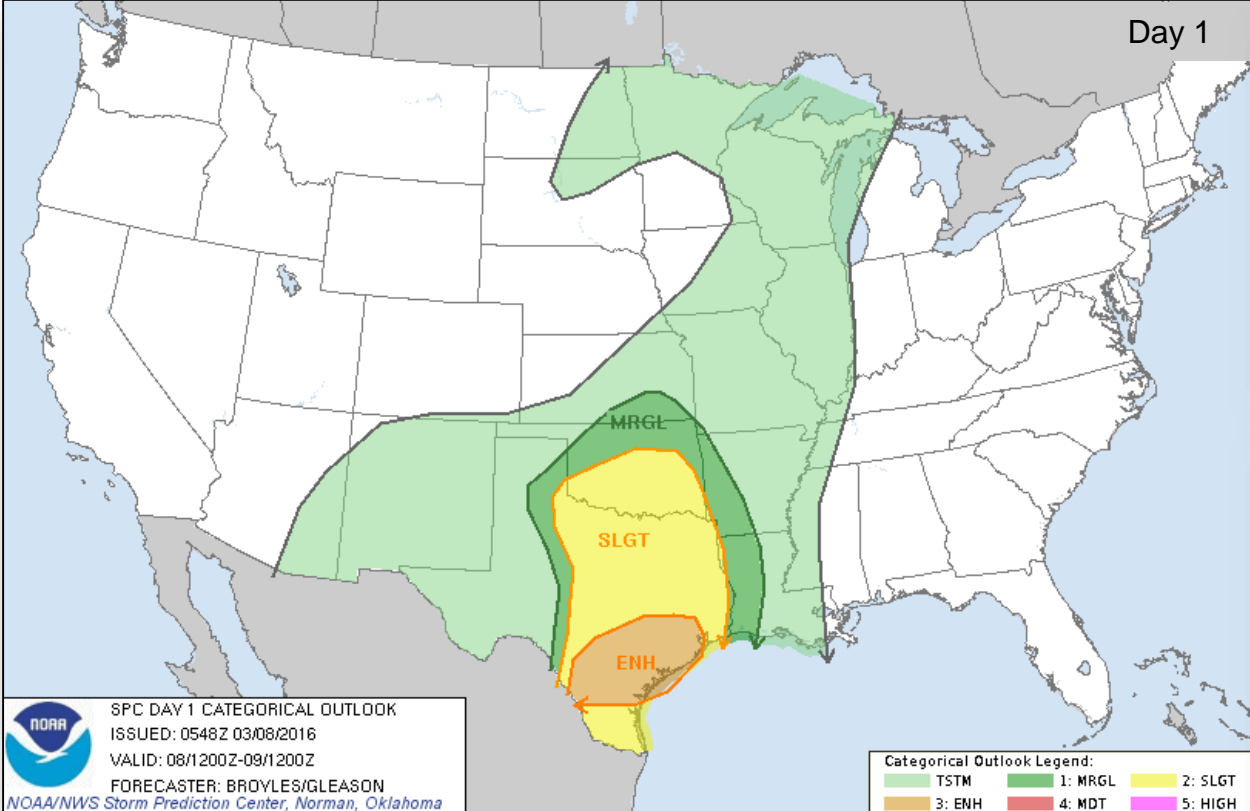 Day 1
MRGL
SLGT
ENH
NOAA
SPC DAY 1 CATEGORICAL OUTLOOK
ISSUED: 0548Z 03/08/2016
VALID: 08/1200Z-09/1200Z
FORECASTER: BROYLES/GLEASON
NOAA/NWS Storm Prediction Center, Norman, Oklahoma
Categorical Outlook Legend:
TSTM 1: MRGL 2: SLGT
3: ENH 4: MDT 5: HIGH